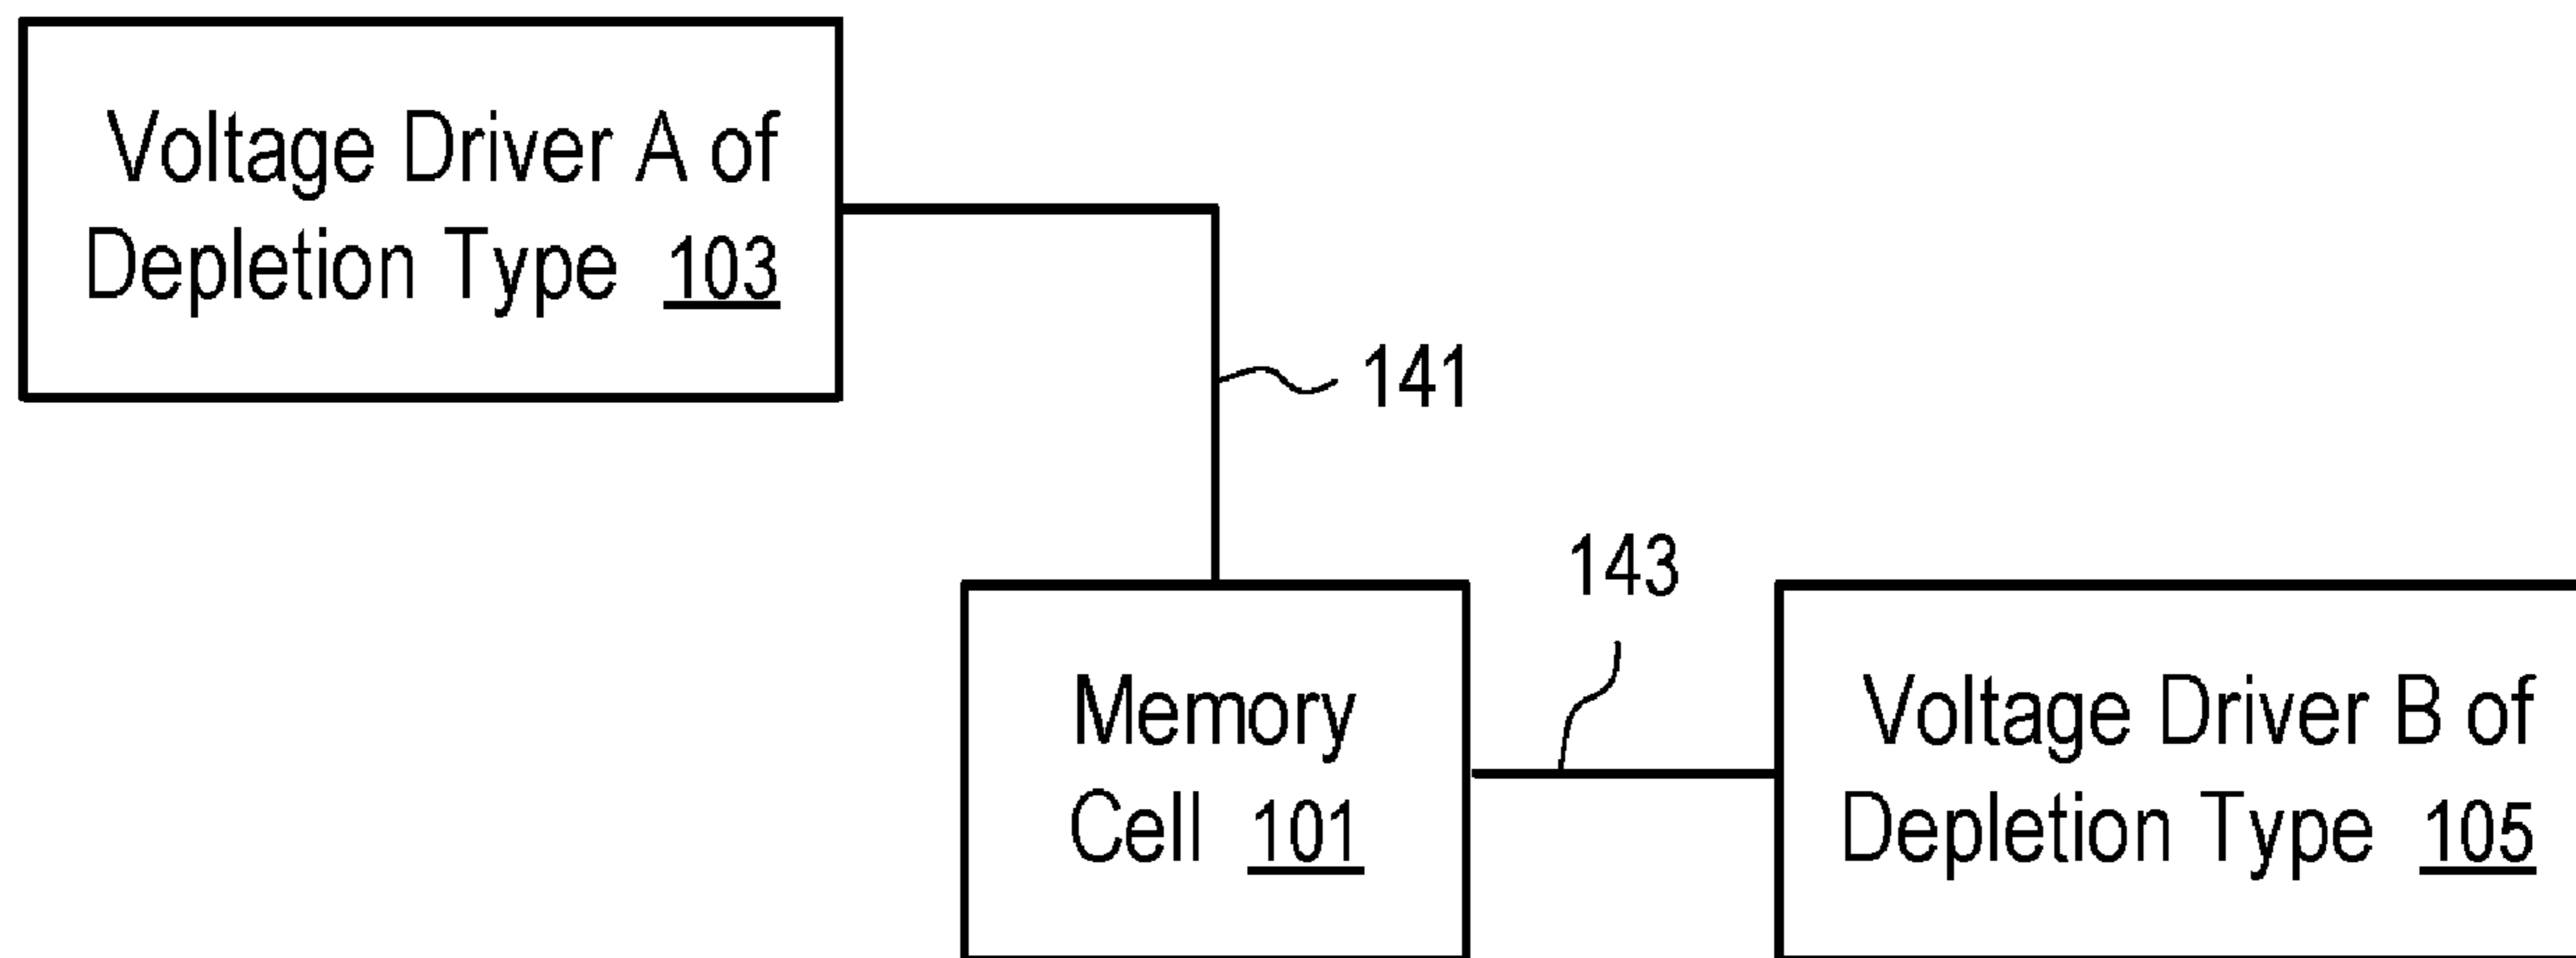 Voltage Driver A of
Depletion Type 103
141
143
Memory
Cell 101
Voltage Driver B of
Depletion Type 105